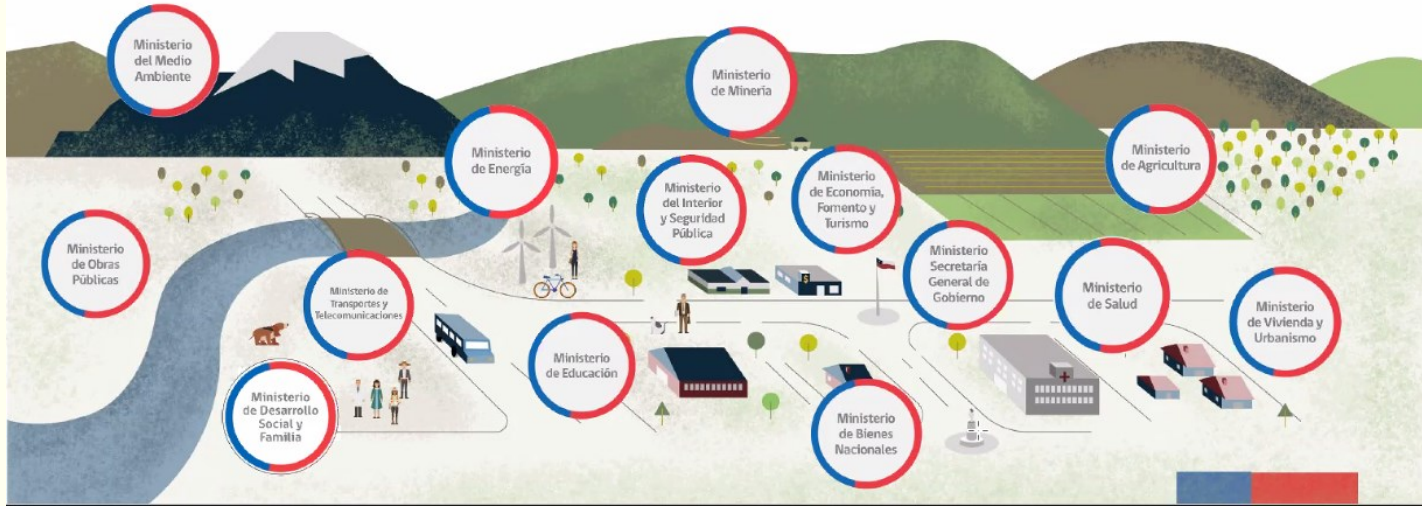 Ministerio
del Medio
Ambiente
Ministerio
de Minería
Ministerio
de Energía
Ministerio
del Interior
y Seguridad
Pública
Ministerio
de Economía,
Fomento y
Turismo
Ministerio
de Agricultura
Ministerio
de Obras
Públicas
Ministerio de
Transportes y
Telecomunicaciones
Ministerio
Secretaría
General de
Gobierno
Ministerio
de Salud
Ministerio
de Vivienda y
Urbanismo
Ministerio
de Educación
Ministerio
de Desarrollo
Social y
Familia
Ministerio
de Bienes
Nacionales